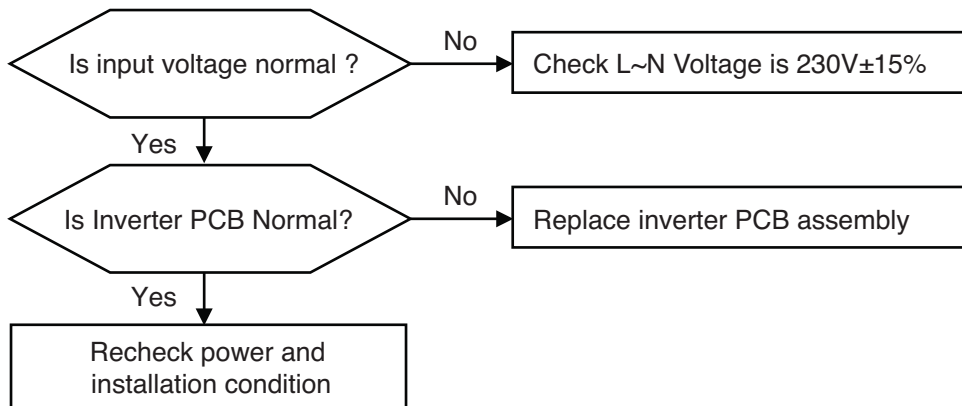 Is input voltage normal ?
No
Check L~N Voltage is 230V±15%
Yes
Is Inverter PCB Normal?
No
Replace inverter PCB assembly
Yes
Recheck power and
installation condition